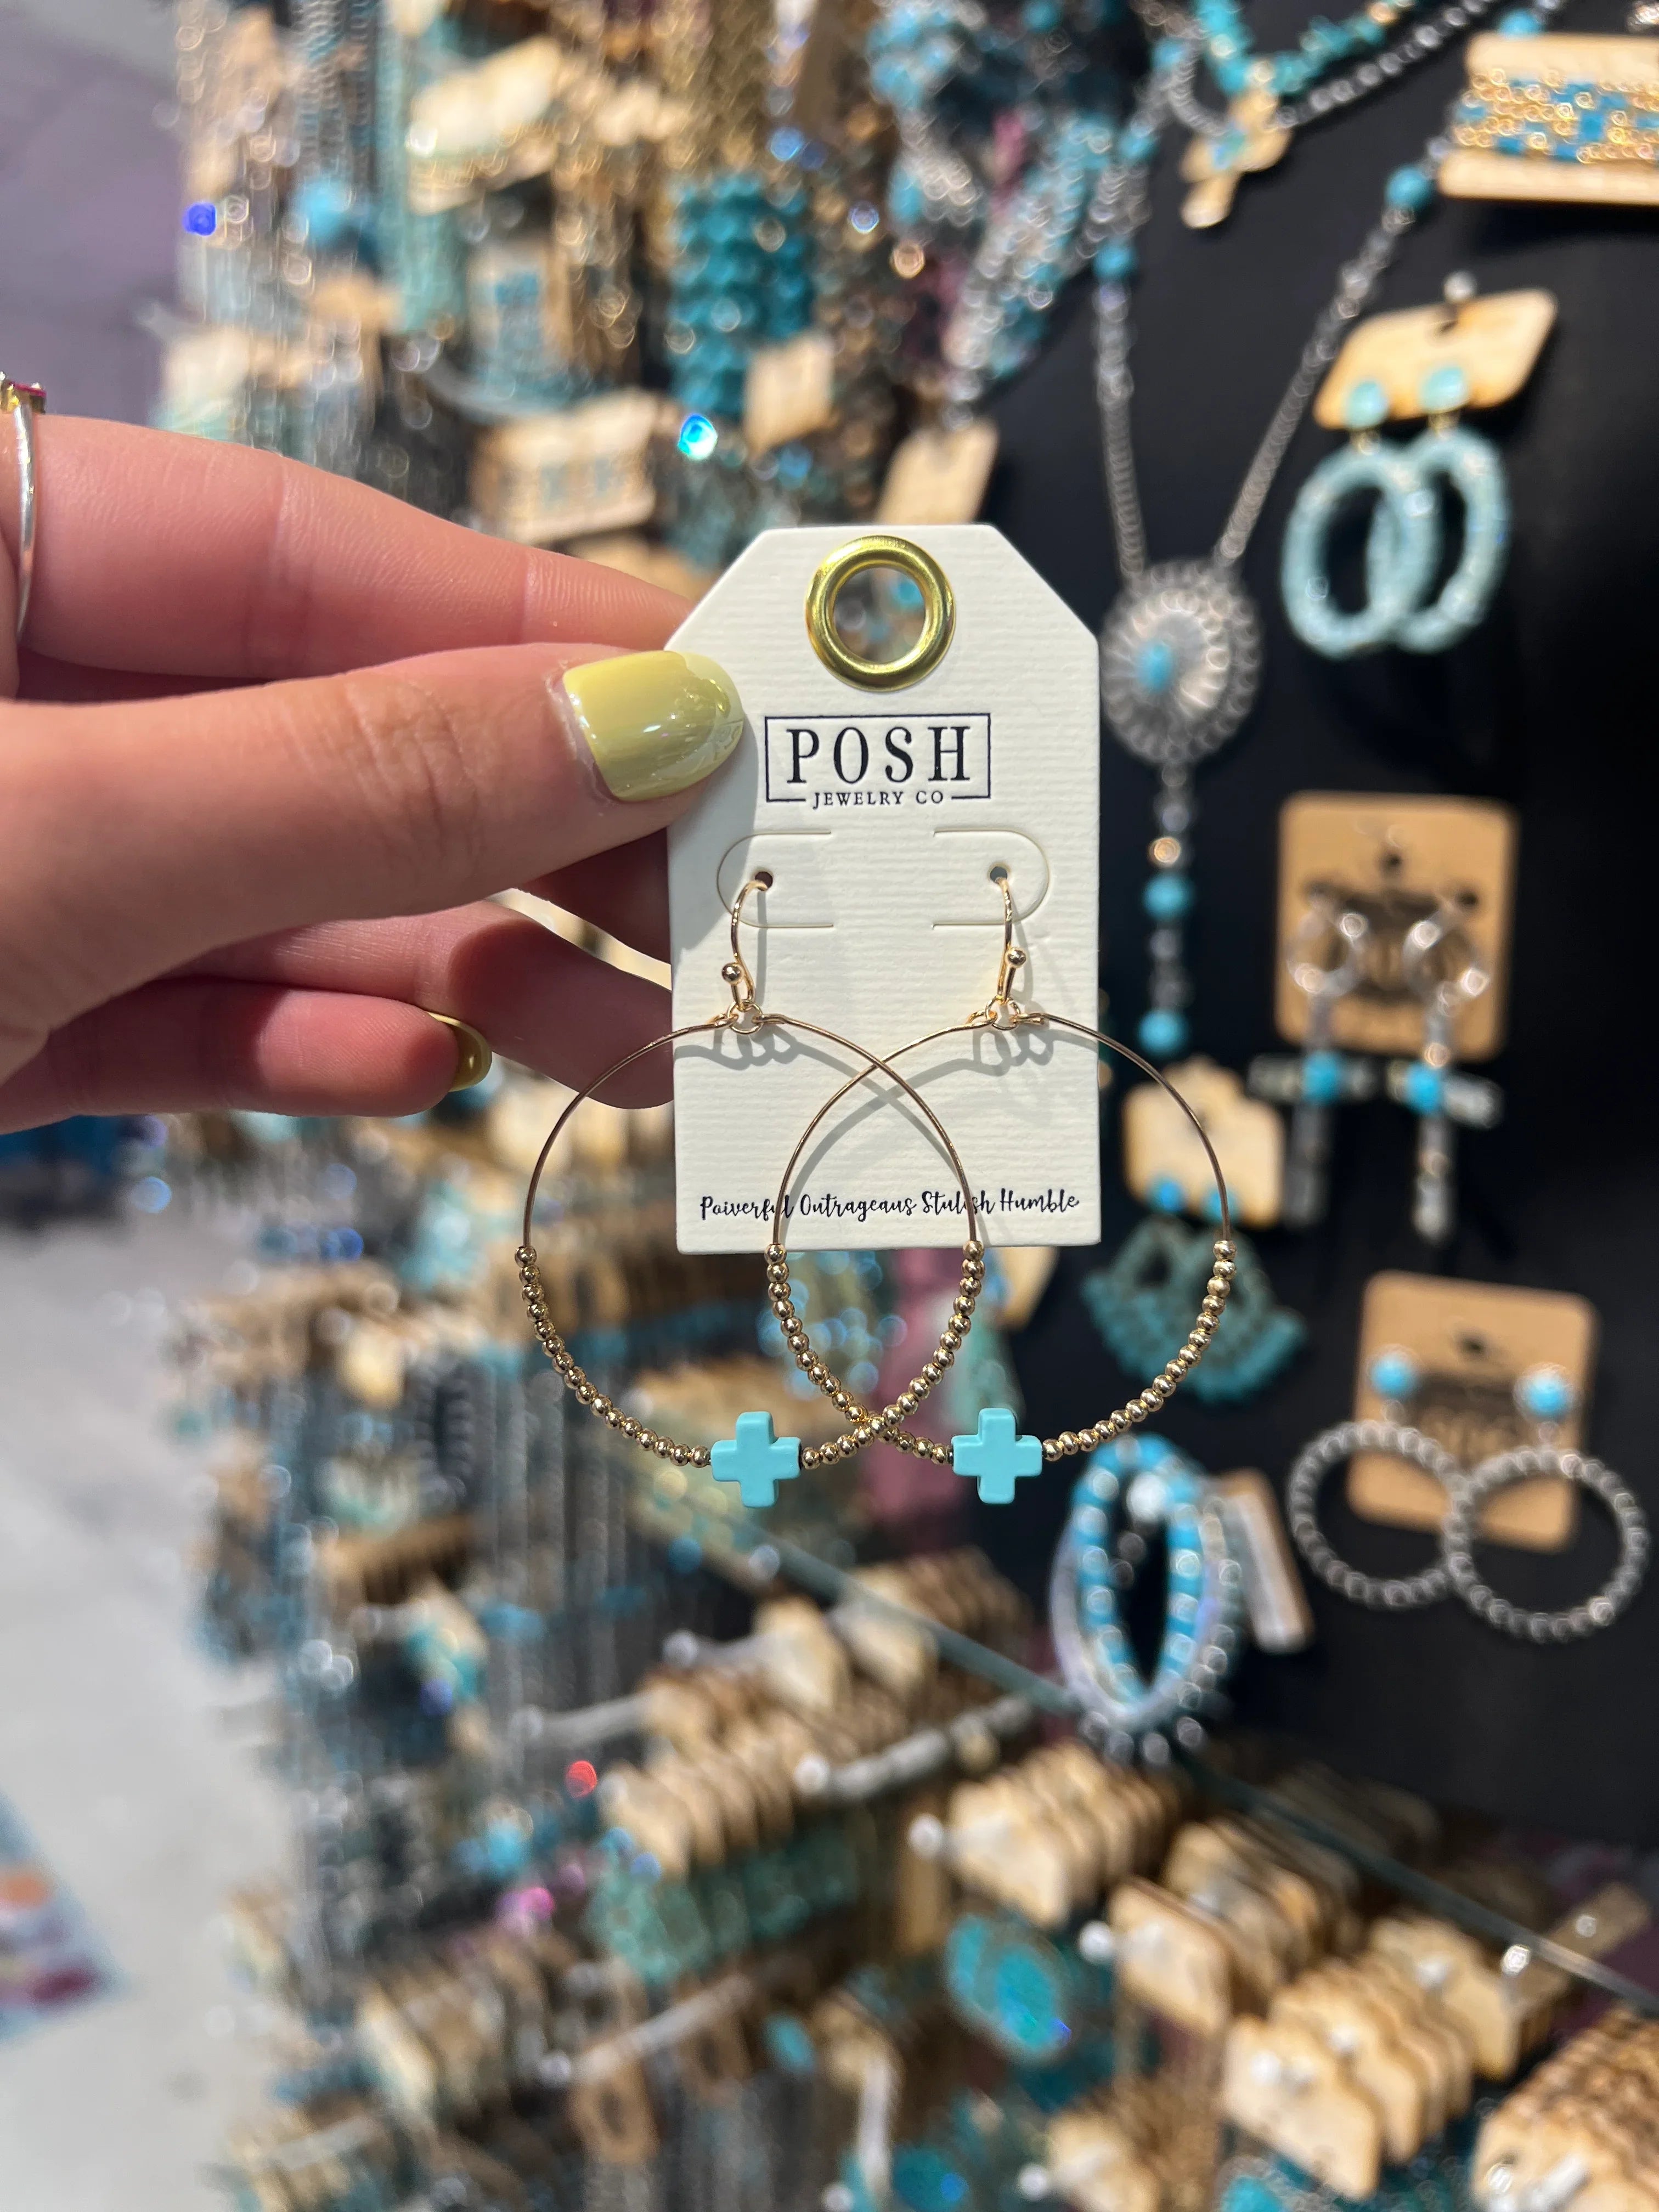 POSH
JEWELRY CO
Powerful Outrageous Stylish Humble